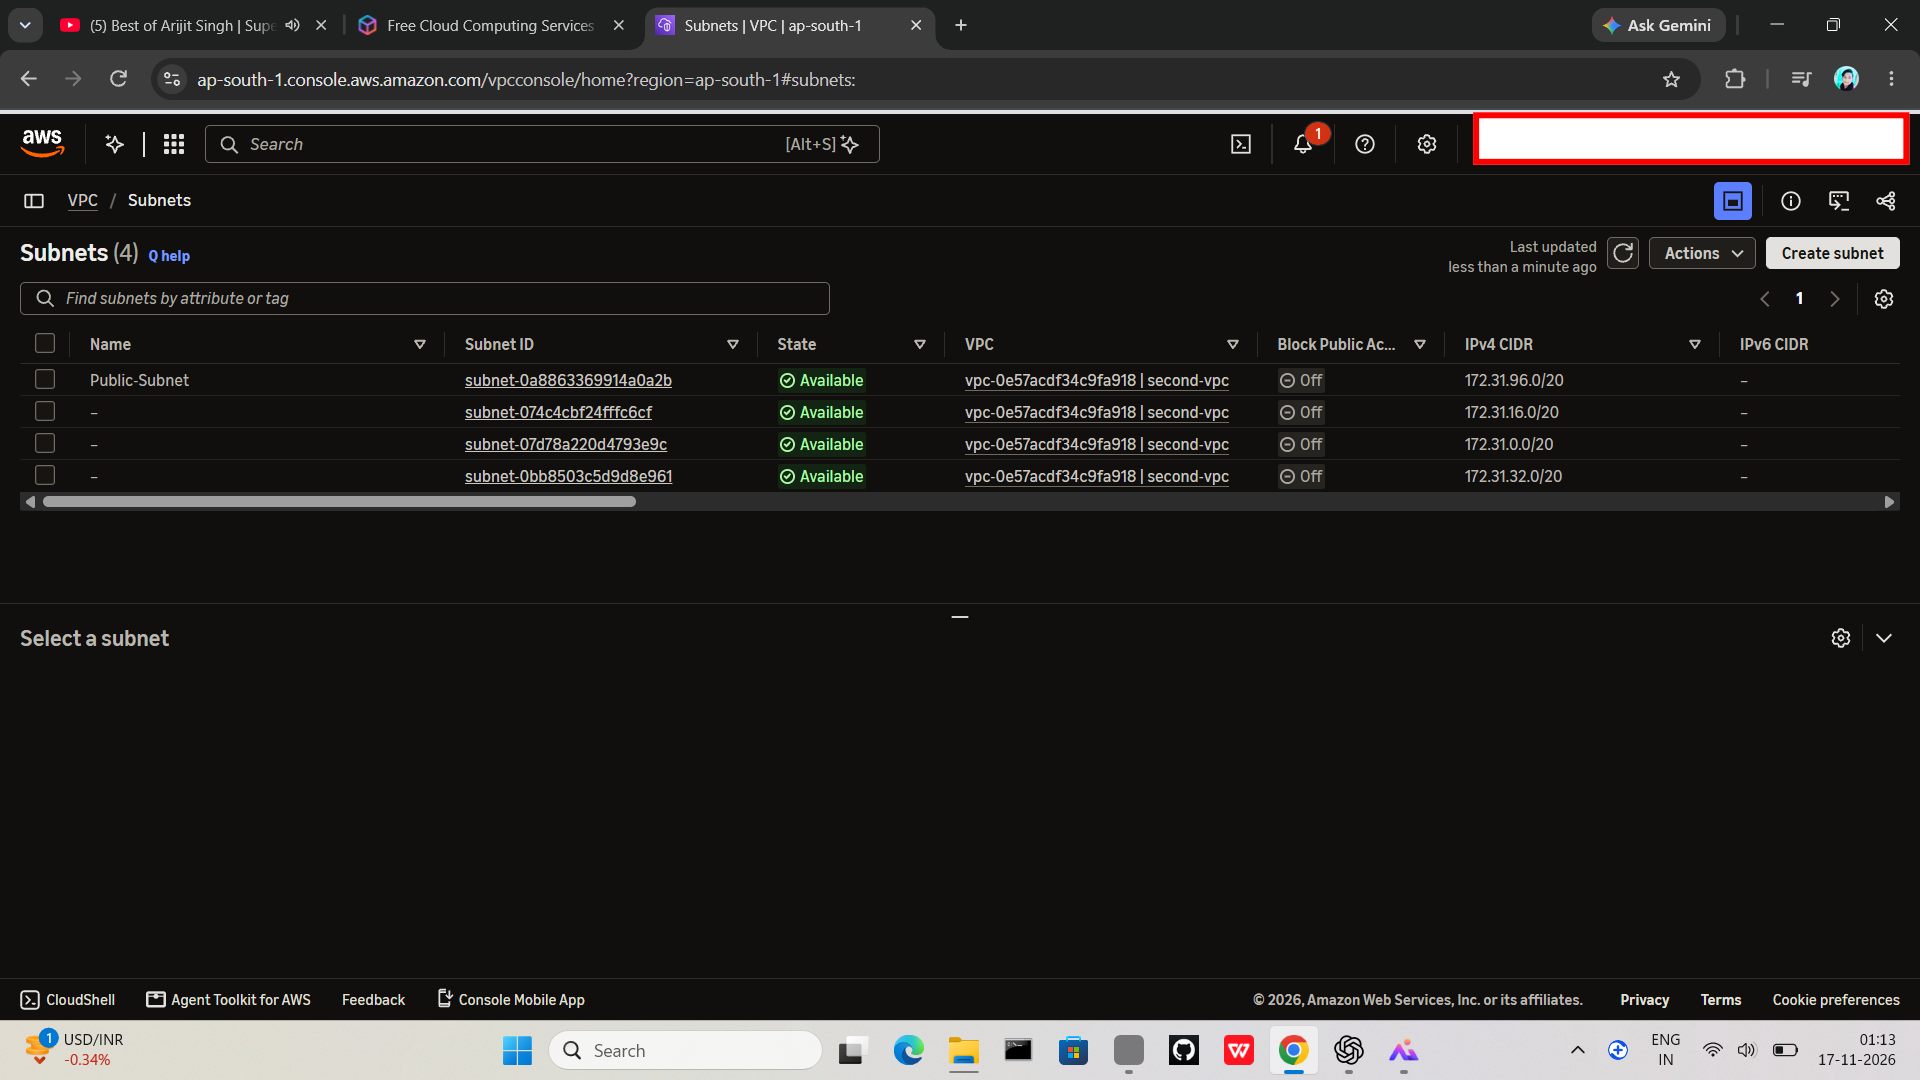 (5) Best of Arijit Singh | Supe
Free Cloud Computing Services
Subnets | VPC | ap-south-1
Ask Gemini
ap-south-1.console.aws.amazon.com/vpcconsole/home?region=ap-south-1#subnets:
aws
Search [Alt+S]
1
VPC / Subnets
Subnets (4) Q help
Last updated
less than a minute ago
Actions
Create subnet
Find subnets by attribute or tag
1
Name Subnet ID State VPC Block Public Ac... IPv4 CIDR IPv6 CIDR
Public-Subnet subnet-0a8863369914a0a2b Available vpc-0e57acdf34c9fa918 | second-vpc Off 172.31.96.0/20 –
– subnet-074c4cbf24fffc6cf Available vpc-0e57acdf34c9fa918 | second-vpc Off 172.31.16.0/20 –
– subnet-07d78a220d4793e9c Available vpc-0e57acdf34c9fa918 | second-vpc Off 172.31.0.0/20 –
– subnet-0bb8503c5d9d8e961 Available vpc-0e57acdf34c9fa918 | second-vpc Off 172.31.32.0/20 –
Select a subnet
CloudShell Agent Toolkit for AWS Feedback Console Mobile App © 2026, Amazon Web Services, Inc. or its affiliates. Privacy Terms Cookie preferences
1
USD/INR
-0.34%
Search
W
ENG
IN
01:13
17-11-2026